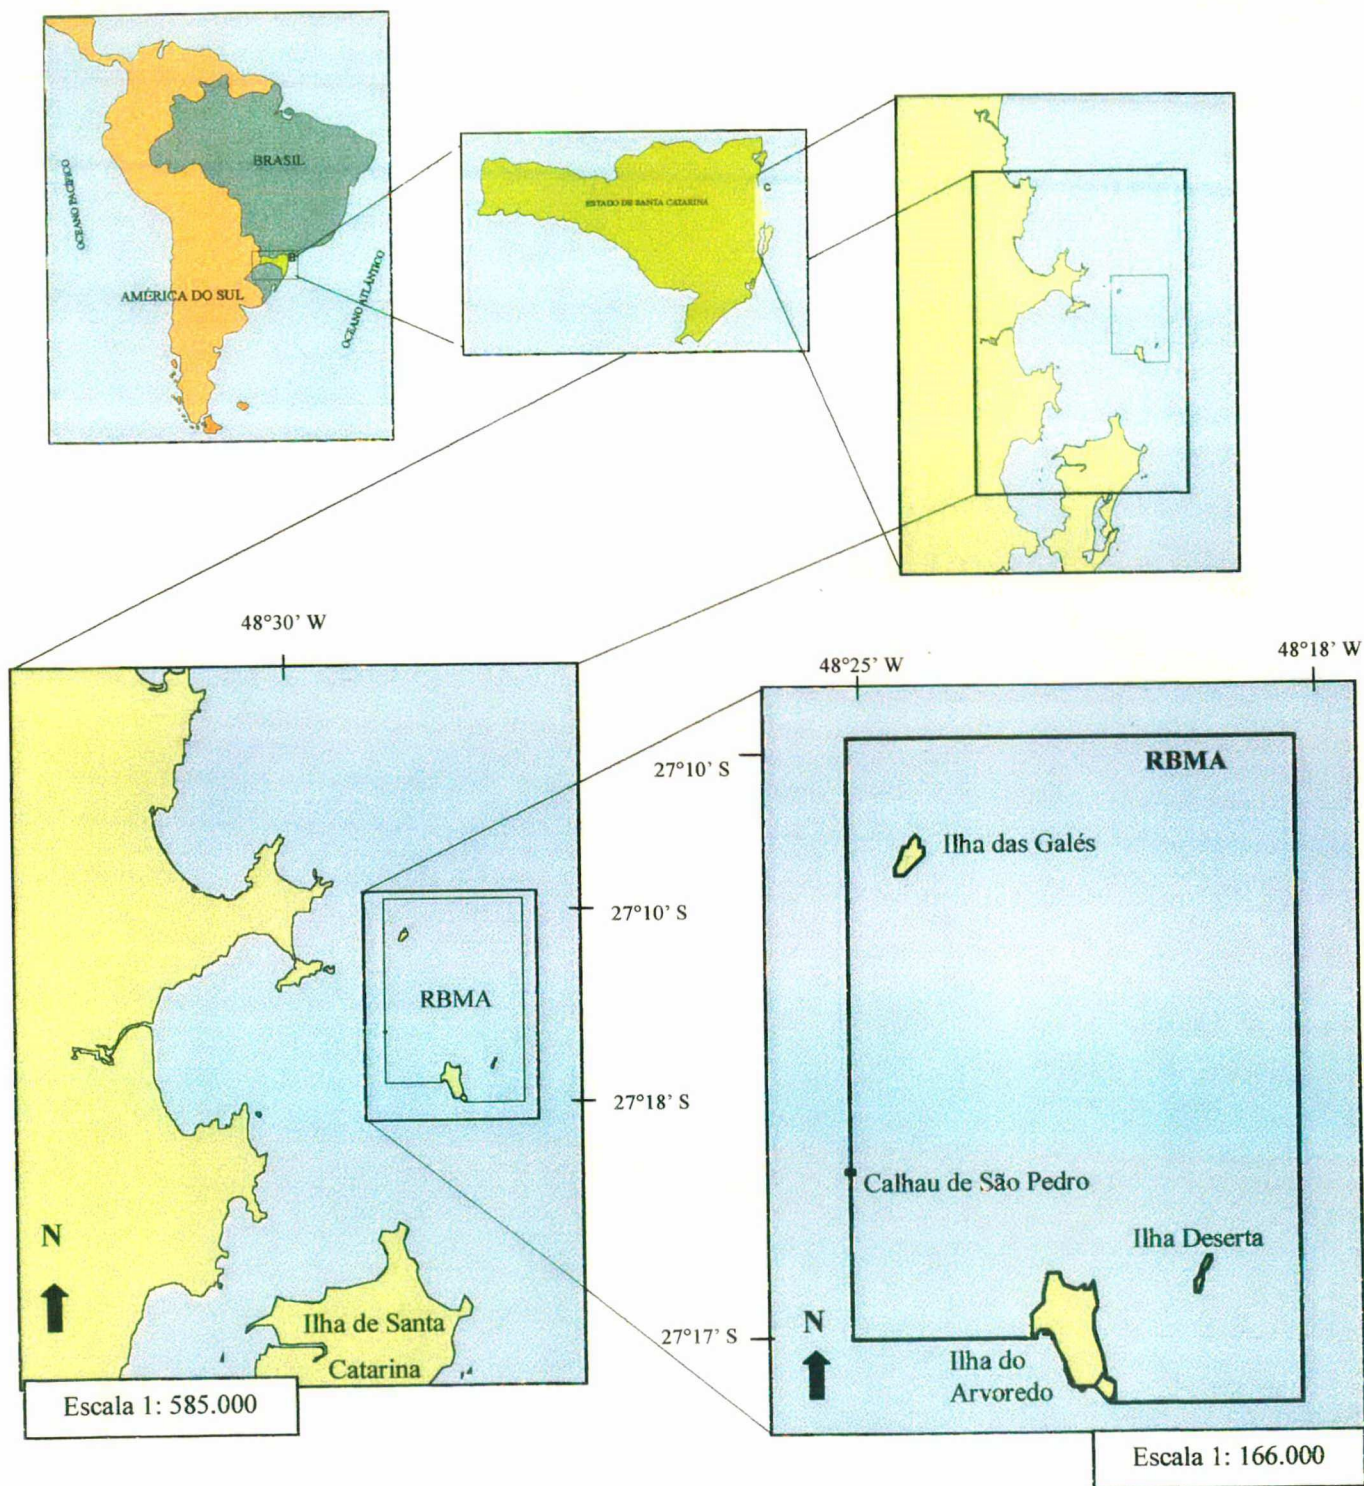 BRASIL
OCEANO PACÍFICO
AMÉRICA DO SUL
OCEANO ATLÂNTICO
B
ESTADO DE SANTA CATARINA
C
48°30' W
27°10' S
RBMA
27°18' S
N
Ilha de Santa
Catarina
Escala 1: 585.000
48°25' W
48°18' W
27°10' S
RBMA
Ilha das Galés
Calhau de São Pedro
Ilha Deserta
27°17' S
N
Ilha do
Arvoredo
Escala 1: 166.000